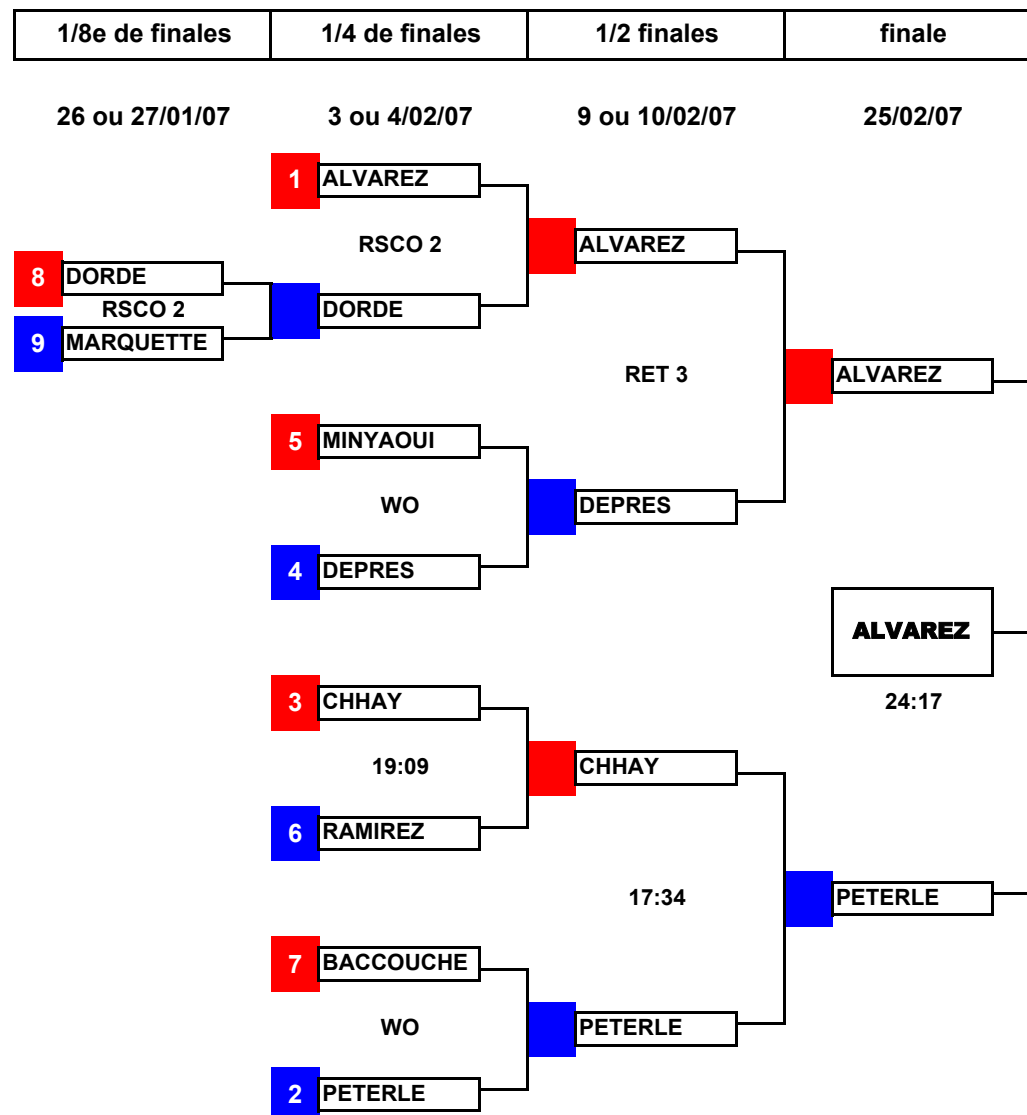 1/8e de finales 1/4 de finales 1/2 finales finale
26 ou 27/01/07 3 ou 4/02/07 9 ou 10/02/07 25/02/07
1 ALVAREZ
RSCO 2 ALVAREZ
8 DORDE
RSCO 2 DORDE
9 MARQUETTE
RET 3 ALVAREZ
5 MINYAOUI
WO DEPRES
4 DEPRES
ALVAREZ
3 CHHAY 24:17
19:09 CHHAY
6 RAMIREZ
17:34 PETERLE
7 BACCOUCHE
WO PETERLE
2 PETERLE